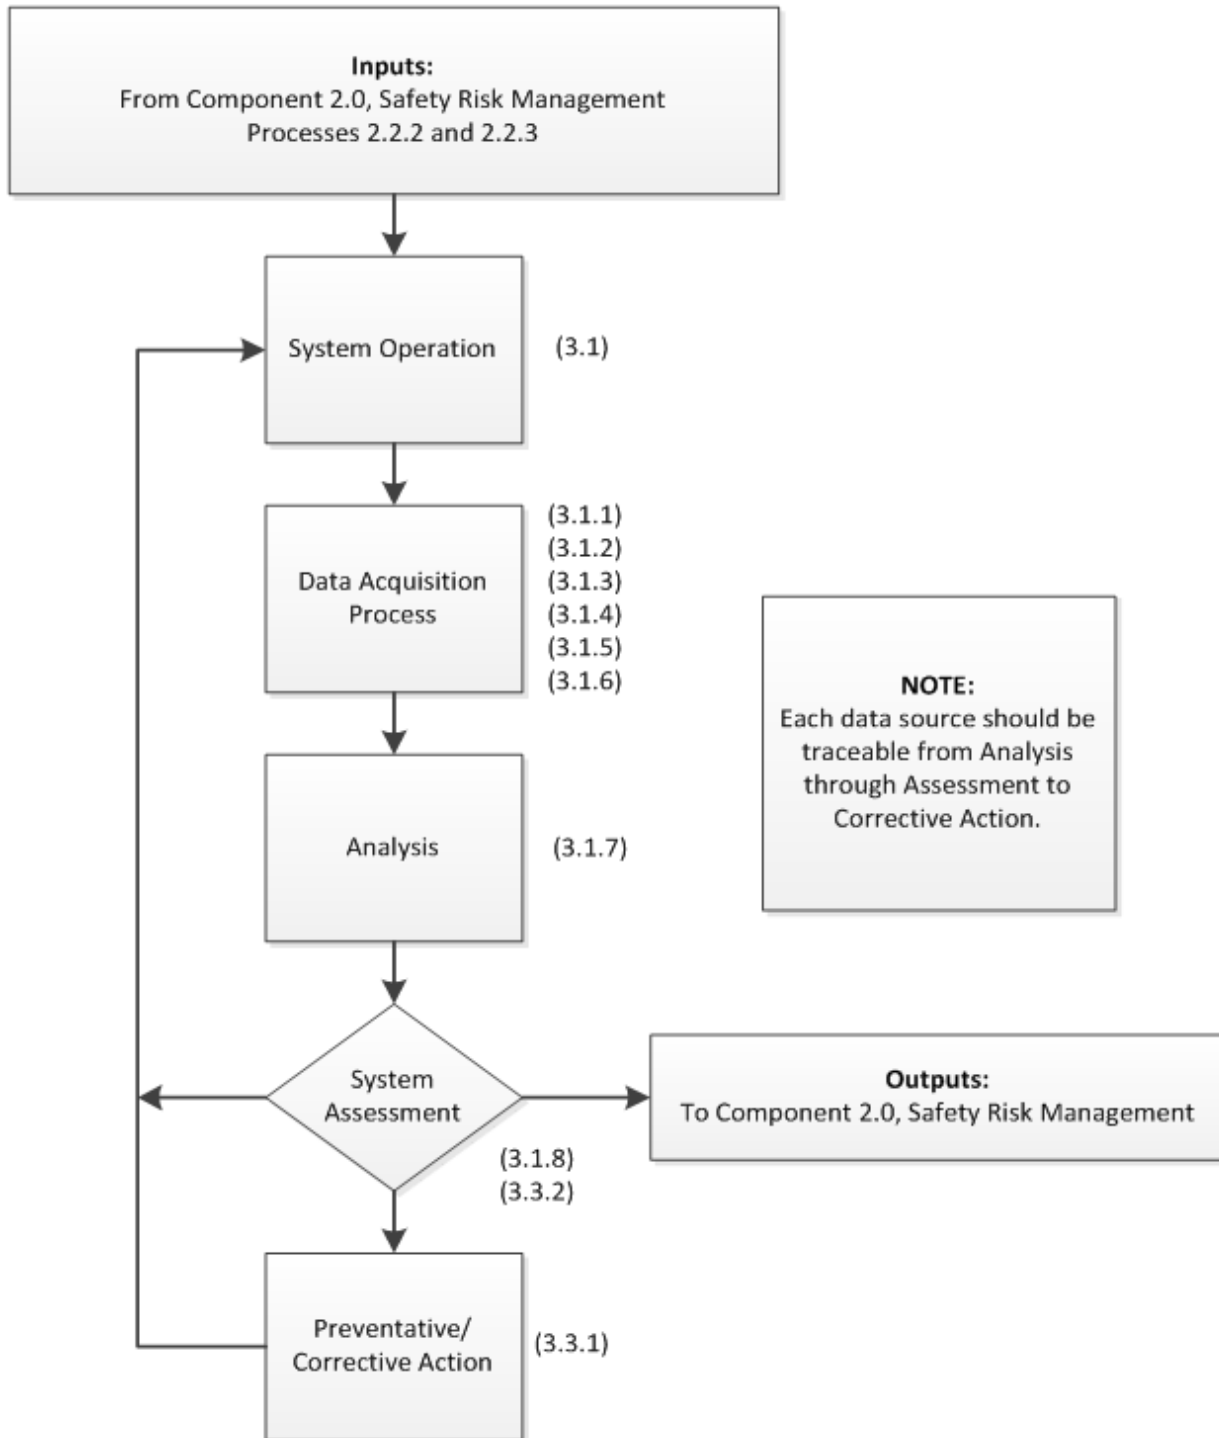 Inputs:
From Component 2.0, Safety Risk Management
Processes 2.2.2 and 2.2.3
System Operation
(3.1)
Data Acquisition
Process
(3.1.1)
(3.1.2)
(3.1.3)
(3.1.4)
(3.1.5)
(3.1.6)
NOTE:
Each data source should be
traceable from Analysis
through Assessment to
Corrective Action.
Analysis
(3.1.7)
System
Assessment
(3.1.8)
(3.3.2)
Outputs:
To Component 2.0, Safety Risk Management
Preventative/
Corrective Action
(3.3.1)